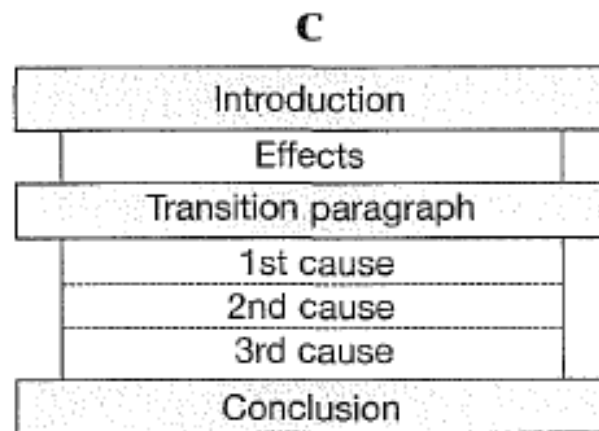 C
Introduction
Effects
Transition paragraph
1st cause
2nd cause
3rd cause
Conclusion